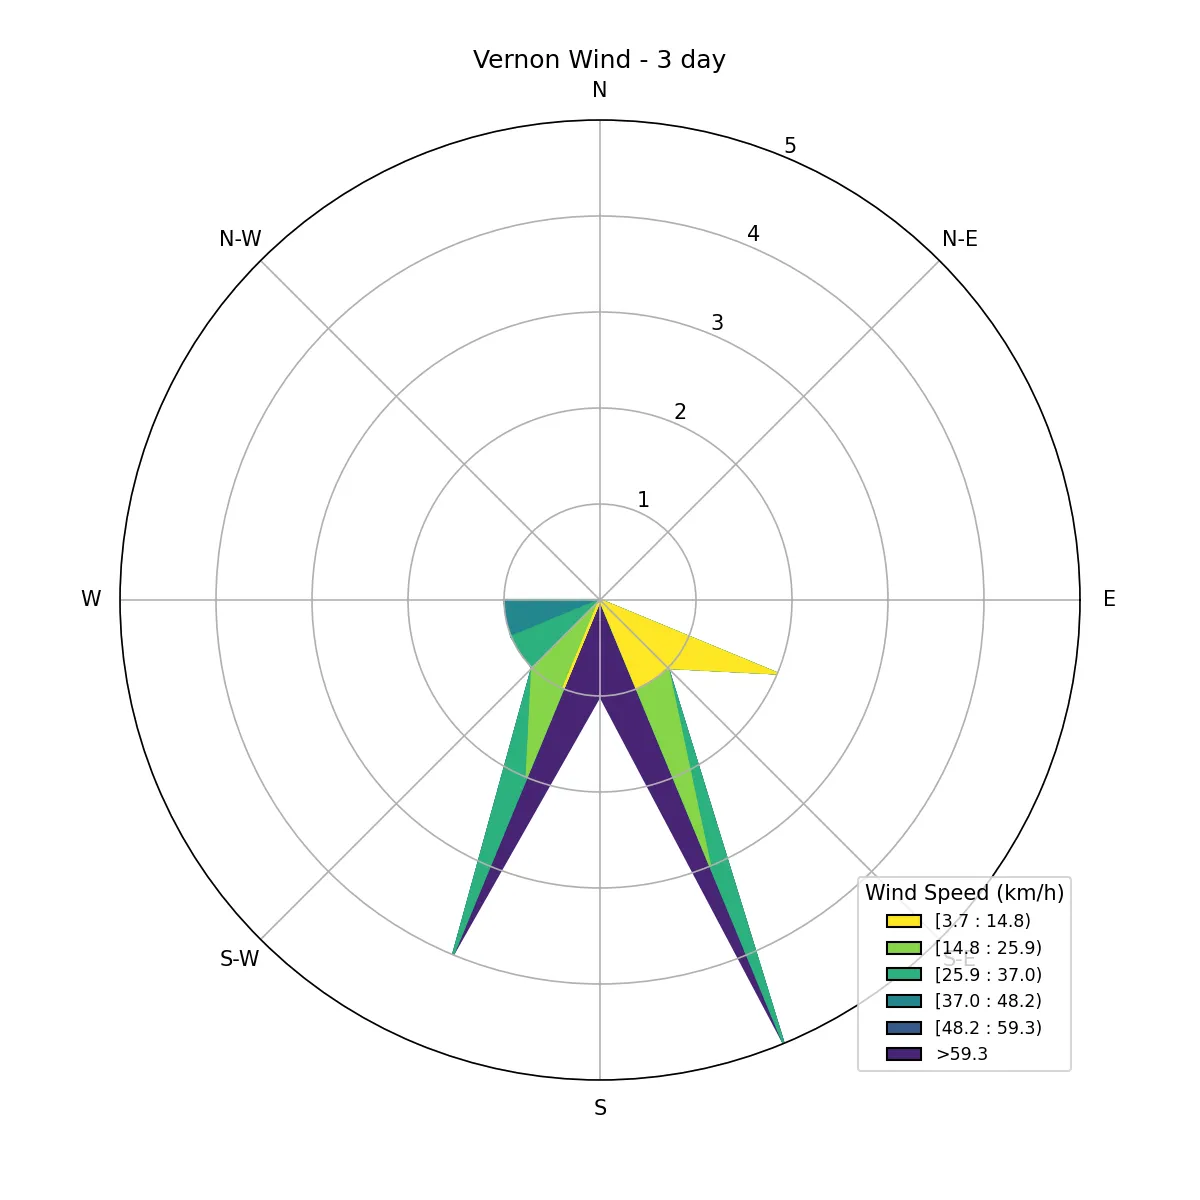 Vernon Wind - 3 day
N
5
N-W
N-E
4
3
2
1
W
E
Wind Speed (km/h)
[3.7 : 14.8)
[14.8 : 25.9)
S-W
S-E
[25.9 : 37.0)
[37.0 : 48.2)
[48.2 : 59.3)
>59.3
S